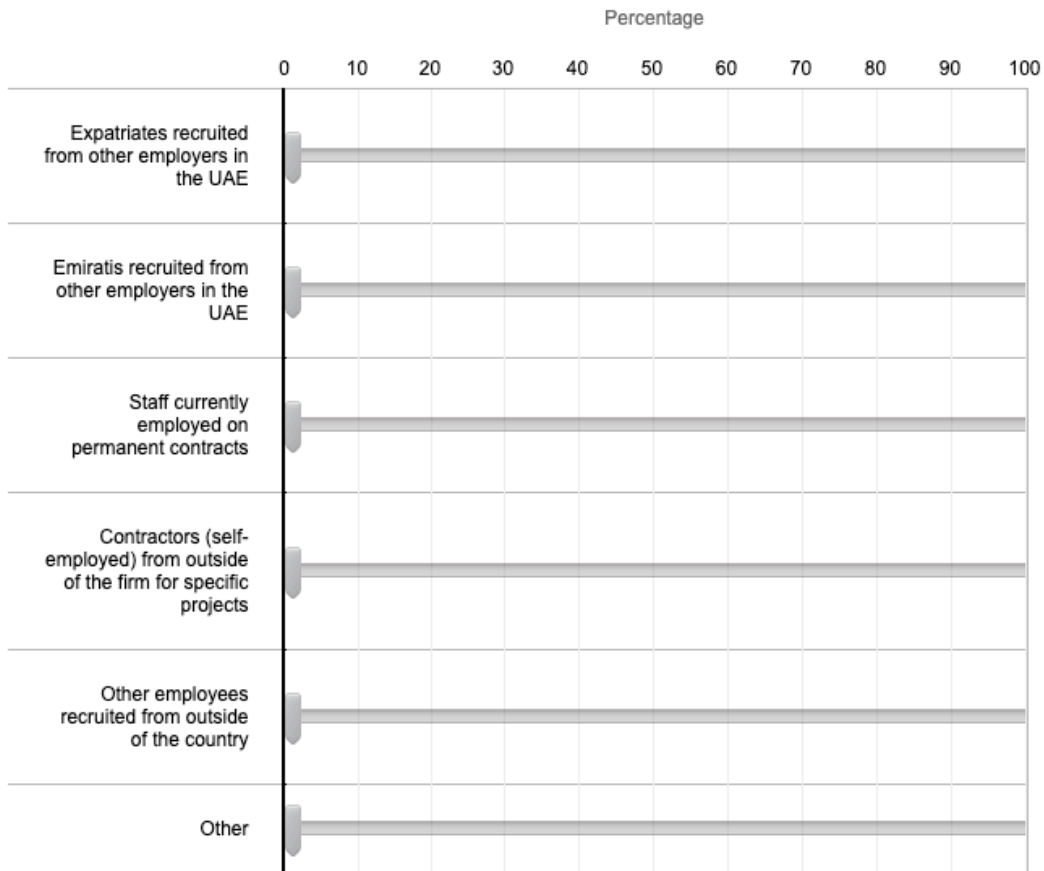 Percentage
0 10 20 30 40 50 60 70 80 90 100
Expatriates recruited
from other employers in
the UAE
Emiratis recruited from
other employers in the
UAE
Staff currently
employed on
permanent contracts
Contractors (self-
employed) from outside
of the firm for specific
projects
Other employees
recruited from outside
of the country
Other